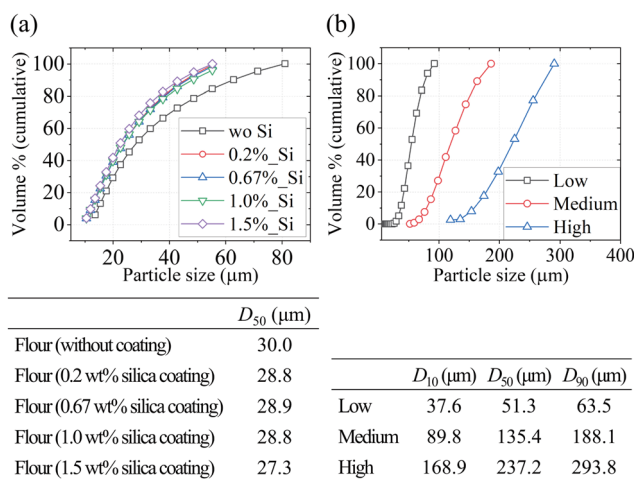 (a)
Volume % (cumulative)
100
80
60
40
20
0
wo Si
0.2%_Si
0.67%_Si
1.0%_Si
1.5%_Si
0 20 40 60 80
Particle size (µm)
(b)
Volume % (cumulative)
100
80
60
40
20
0
Low
Medium
High
100 200 300 400
Particle size (µm)
D50 (µm)
Flour (without coating) 30.0
Flour (0.2 wt% silica coating) 28.8
Flour (0.67 wt% silica coating) 28.9
Flour (1.0 wt% silica coating) 28.8
Flour (1.5 wt% silica coating) 27.3
D10 (µm) D50 (µm) D90 (µm)
Low 37.6 51.3 63.5
Medium 89.8 135.4 188.1
High 168.9 237.2 293.8